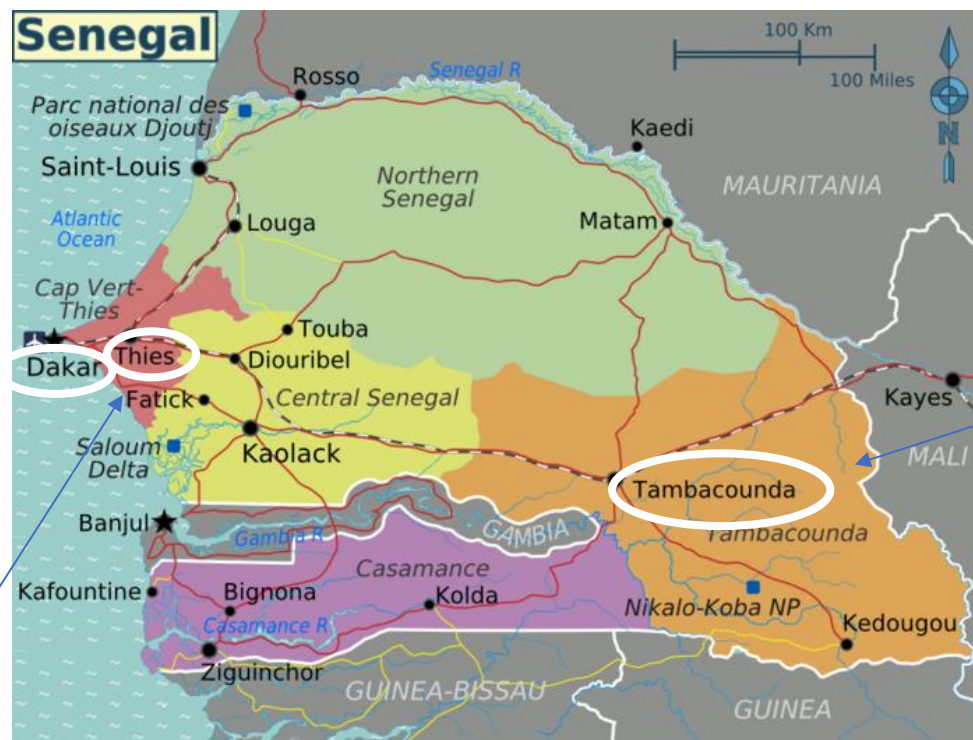 Senegal
100 Km
100 Miles
N
Rosso
Senegal R
Parc national des
oiseaux Djoutj
Kaedi
Saint-Louis
Northern
Senegal
MAURITANIA
Atlantic
Ocean
Louga
Matam
Cap Vert-
Thies
Touba
Dakar
Thies
Diouribel
Fatick
Central Senegal
Kayes
Saloum
Delta
Kaolack
MALI
Tambacounda
Banjul
Gambia R
GAMBIA
Tambacounda
Casamance
Kafountine
Bignona
Kolda
Nikalo-Koba NP
Casamance R
Kedougou
Ziguinchor
GUINEA-BISSAU
GUINEA